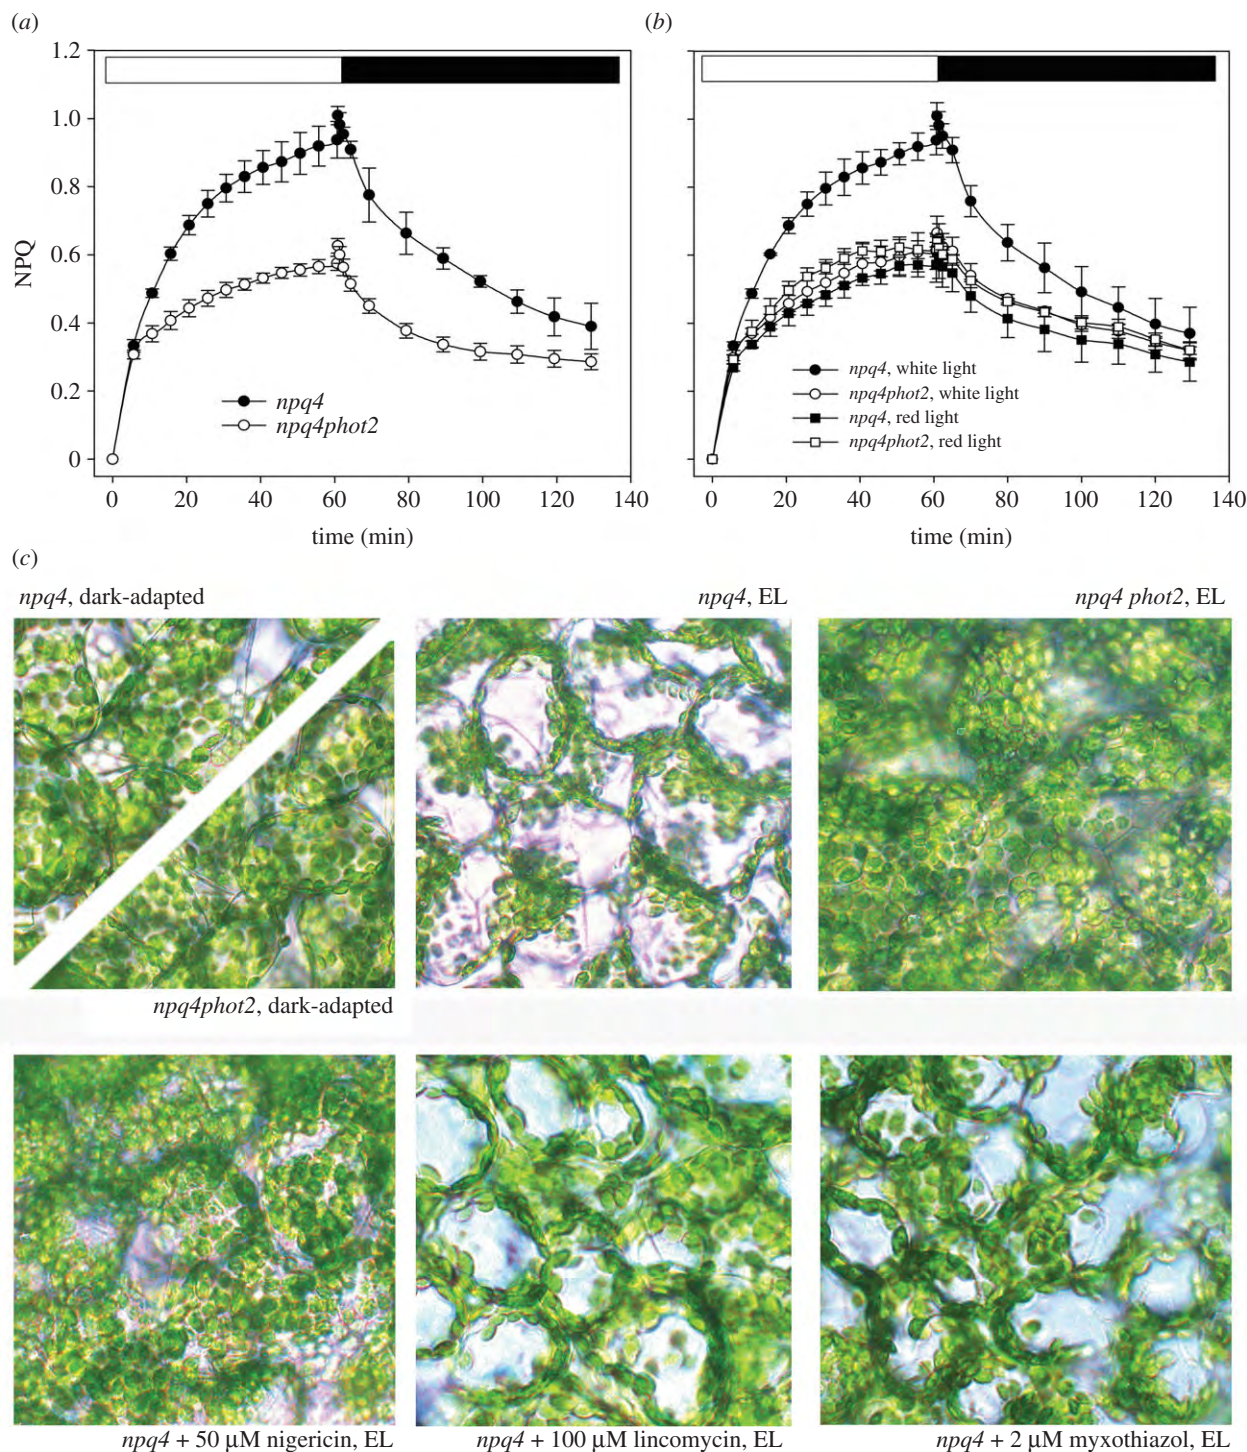 (a)
(b)
1.2
1.0
0.8
0.6
0.4
0.2
0
NPQ
npq4
npq4phot2
0 20 40 60 80 100 120 140
time (min)
npq4, white light
npq4phot2, white light
npq4, red light
npq4phot2, red light
0 20 40 60 80 100 120 140
time (min)
(c)
npq4, dark-adapted
npq4, EL
npq4 phot2, EL
npq4phot2, dark-adapted
npq4 + 50 μM nigericin, EL
npq4 + 100 μM lincomycin, EL
npq4 + 2 μM myxothiazol, EL